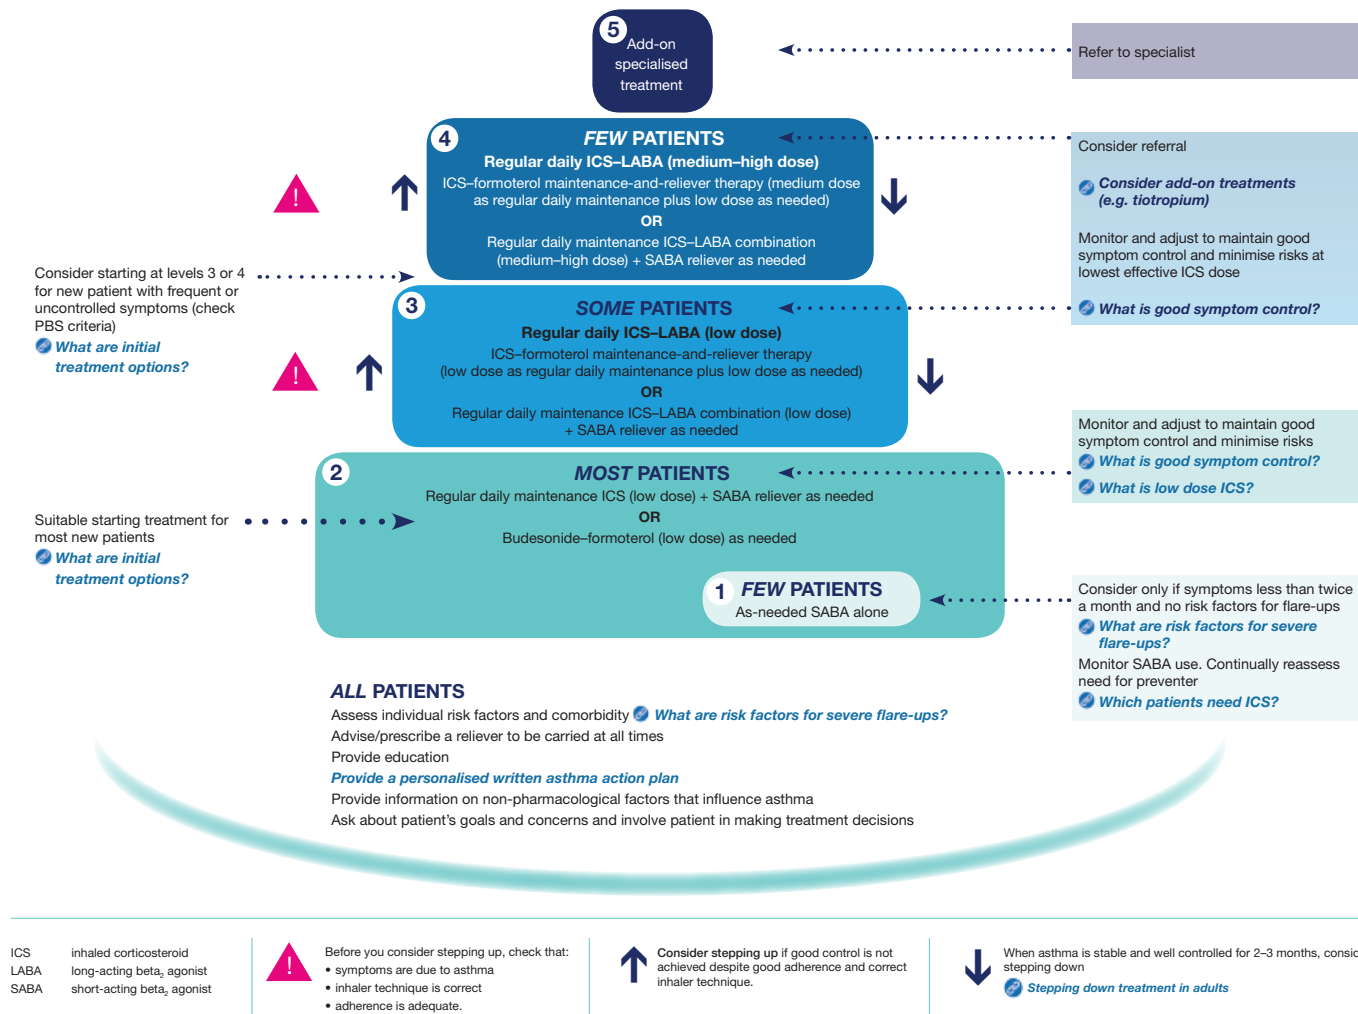 5
Add-on
specialised
treatment
Refer to specialist
4
FEW PATIENTS
Regular daily ICS–LABA (medium–high dose)
ICS–formoterol maintenance-and-reliever therapy (medium dose
as regular daily maintenance plus low dose as needed)
OR
Regular daily maintenance ICS–LABA combination
(medium–high dose) + SABA reliever as needed
!
Consider referral
Consider add-on treatments
(e.g. tiotropium)
Monitor and adjust to maintain good
symptom control and minimise risks at
lowest effective ICS dose
What is good symptom control?
Consider starting at levels 3 or 4
for new patient with frequent or
uncontrolled symptoms (check
PBS criteria)
What are initial
treatment options?
3
SOME PATIENTS
Regular daily ICS–LABA (low dose)
ICS–formoterol maintenance-and-reliever therapy
(low dose as regular daily maintenance plus low dose as needed)
OR
Regular daily maintenance ICS–LABA combination (low dose)
+ SABA reliever as needed
!
2
MOST PATIENTS
Regular daily maintenance ICS (low dose) + SABA reliever as needed
OR
Budesonide–formoterol (low dose) as needed
Monitor and adjust to maintain good
symptom control and minimise risks
What is good symptom control?
What is low dose ICS?
Suitable starting treatment for
most new patients
What are initial
treatment options?
1
FEW PATIENTS
As-needed SABA alone
Consider only if symptoms less than twice
a month and no risk factors for flare-ups
What are risk factors for severe
flare-ups?
Monitor SABA use. Continually reassess
need for preventer
Which patients need ICS?
ALL PATIENTS
Assess individual risk factors and comorbidity What are risk factors for severe flare-ups?
Advise/prescribe a reliever to be carried at all times
Provide education
Provide a personalised written asthma action plan
Provide information on non-pharmacological factors that influence asthma
Ask about patient's goals and concerns and involve patient in making treatment decisions
ICS inhaled corticosteroid
LABA long-acting beta₂ agonist
SABA short-acting beta₂ agonist
!
Before you consider stepping up, check that:
• symptoms are due to asthma
• inhaler technique is correct
• adherence is adequate.
Consider stepping up if good control is not
achieved despite good adherence and correct
inhaler technique.
When asthma is stable and well controlled for 2–3 months, consid
stepping down
Stepping down treatment in adults